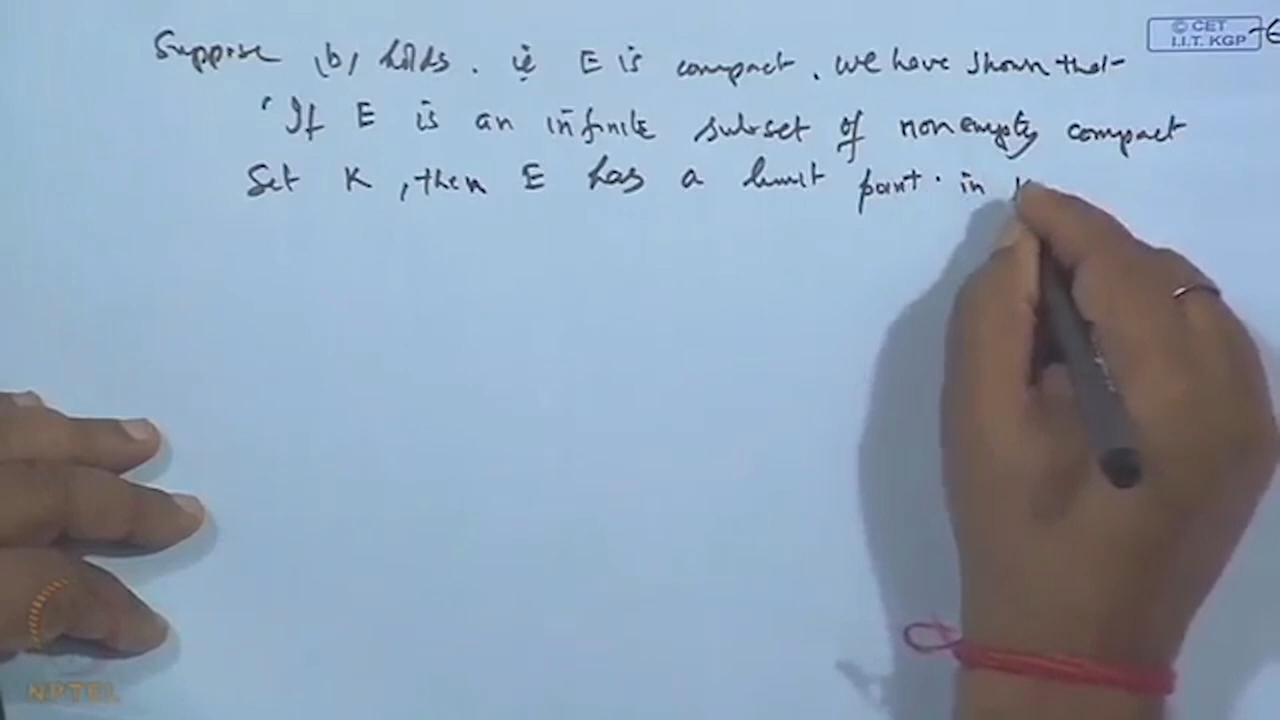 Suppose (b) holds. ie E is compact. we have shown that
© CET
I.I.T. KGP
'If E is an infinite subset of nonempty compact
Set K, then E has a limit point. in K
NPTEL